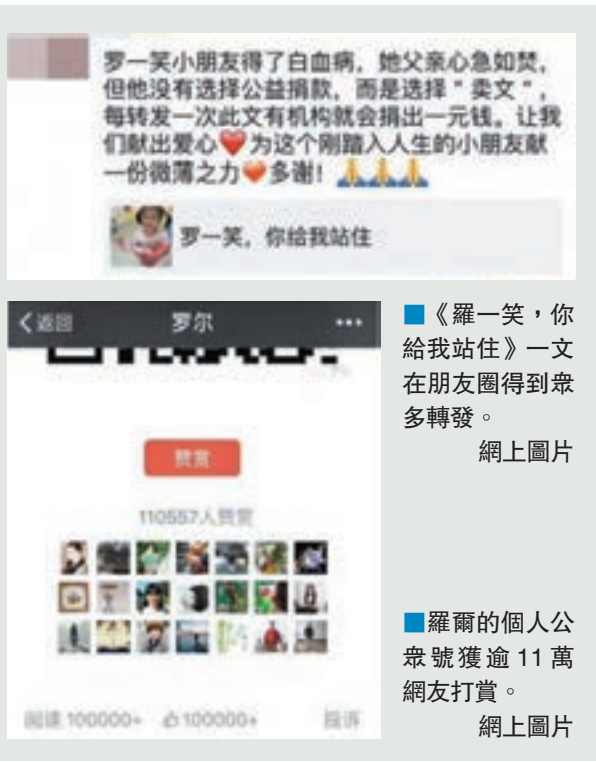 罗一笑小朋友得了白血病，她父亲心急如焚，
但他没有选择公益捐款，而是选择“卖文”，
每转发一次此文有机构就会捐出一元钱。让我
们献出爱心❤️为这个刚踏入人生的小朋友献
一份微薄之力❤️多谢！🙏🙏🙏
罗一笑，你给我站住
返回 罗尔 •••
赞赏
110557人赞赏
阅读 100000+ 100000+ 投诉
■《羅一笑，你
給我站住》一文
在朋友圈得到衆
多轉發。
網上圖片
■羅爾的個人公
衆號獲逾11萬
網友打賞。
網上圖片